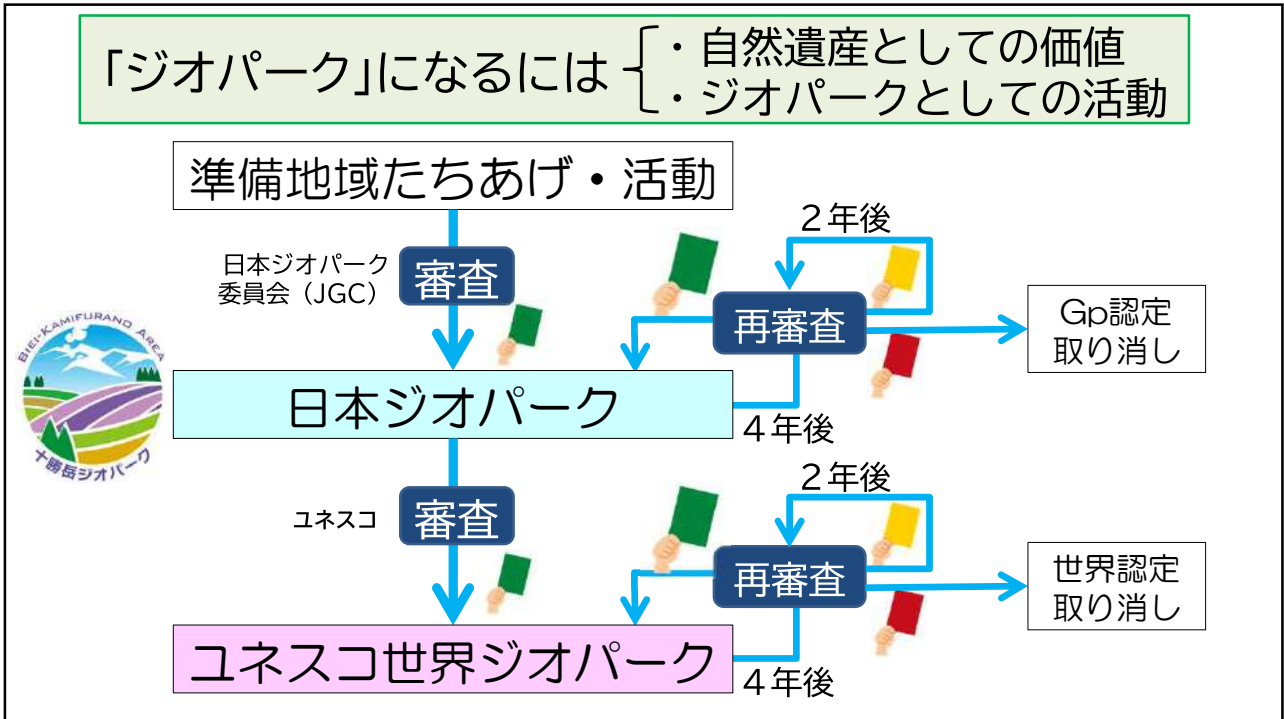 「ジオパーク」になるには
・自然遺産としての価値
・ジオパークとしての活動
準備地域たちあげ・活動
日本ジオパーク
委員会（JGC）
審査
2年後
再審査
Gp認定
取り消し
BIEI-KAMIFURANO AREA
十勝岳ジオパーク
日本ジオパーク
4年後
ユネスコ
審査
2年後
再審査
世界認定
取り消し
ユネスコ世界ジオパーク
4年後